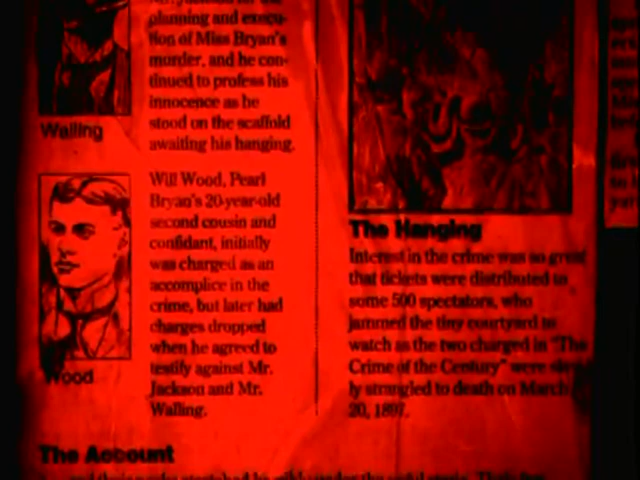 planning and execu-
tion of Miss Bryan's
murder, and he con-
tinued to profess his
innocence as he
stood on the scaffold
awaiting his hanging.
Walling
Will Wood, Pearl
Bryan's 20-year-old
second cousin and
confidant, initially
was charged as an
accomplice in the
crime, but later had
charges dropped
when he agreed to
testify against Mr.
Jackson and Mr.
Walling.
Wood
The Hanging
Interest in the crime was so great
that tickets were distributed to
some 500 spectators, who
jammed the tiny courtyard to
watch as the two charged in "The
Crime of the Century" were slow-
ly strangled to death on March
20, 1897.
The Account